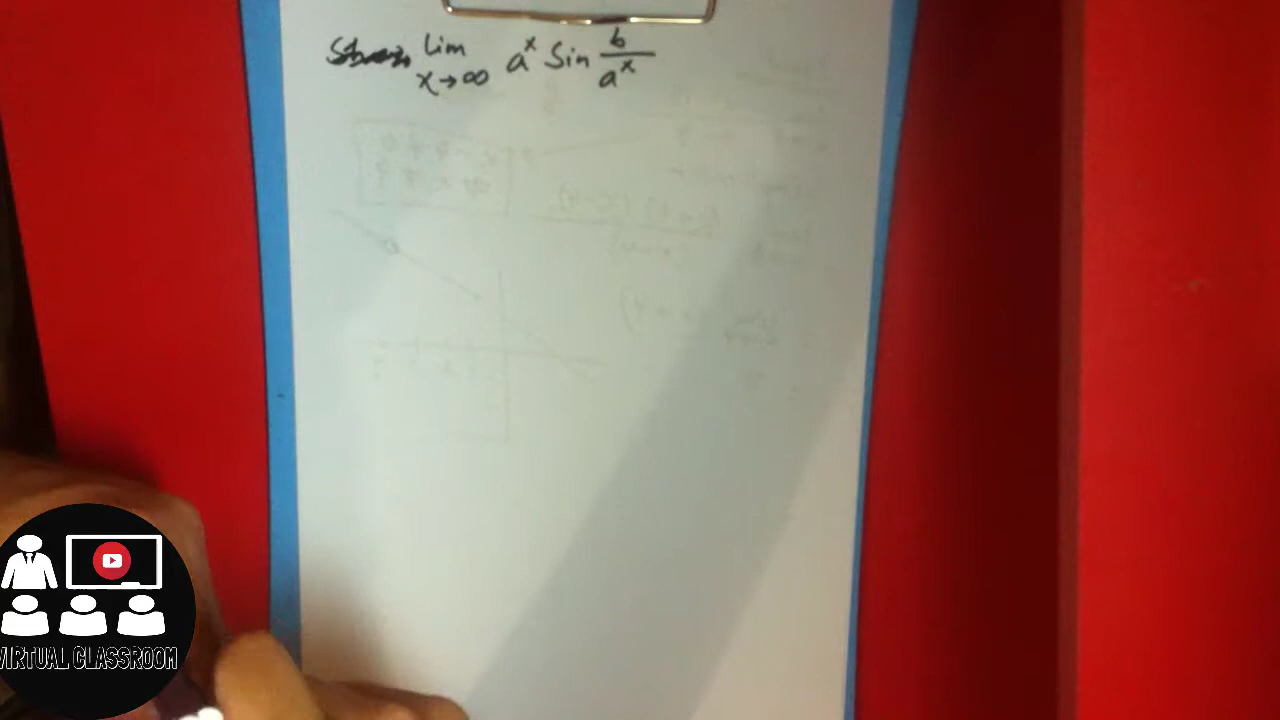 lim a^x Sin b/a^x
x→∞
VIRTUAL CLASSROOM